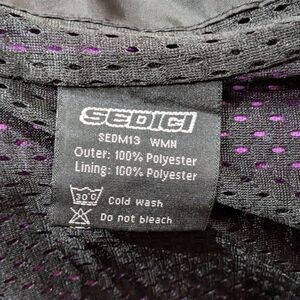 SEDICI
SEDM13 WMN
Outer: 100% Polyester
Lining: 100% Polyester
30°C Cold wash
Do not bleach